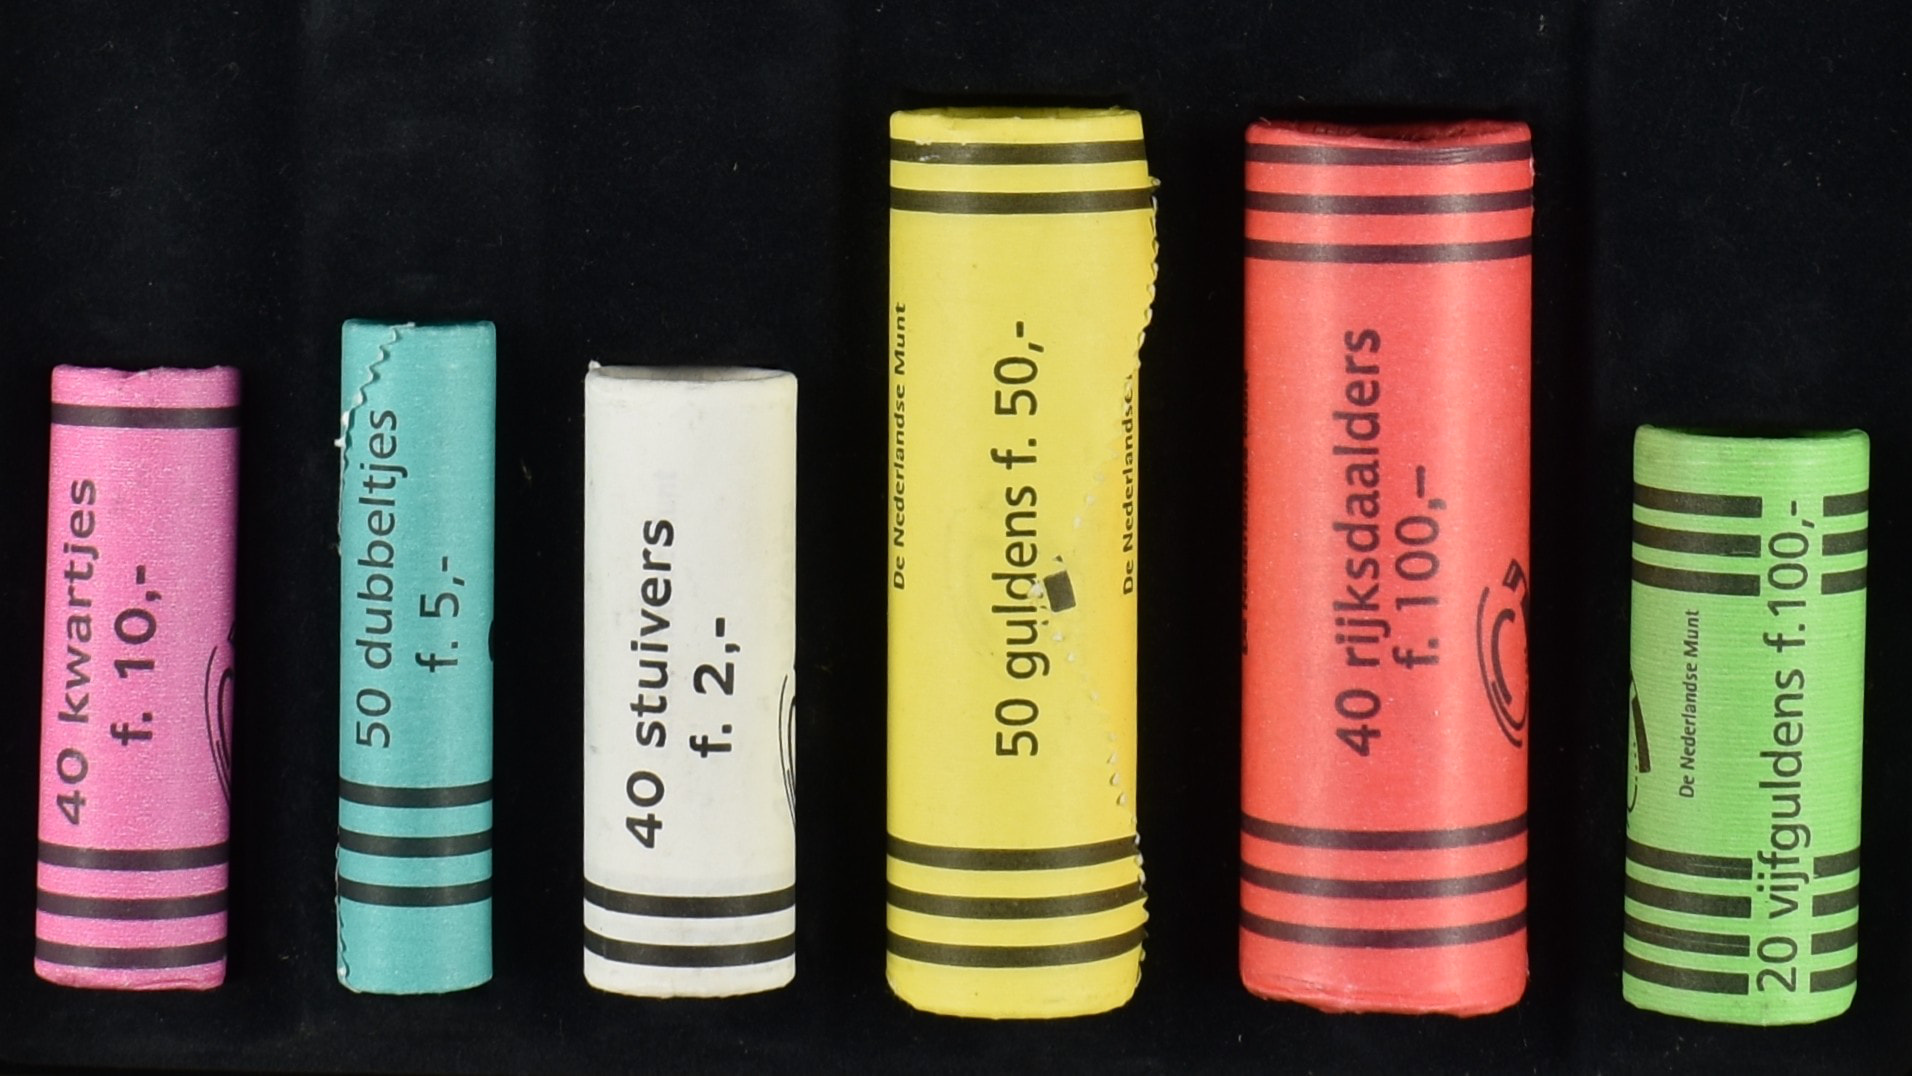 40 kwartjes
f. 10,-
50 dubbeltjes
f. 5,-
40 stuivers
f. 2,-
De Nederlandse Munt
50 guldens f. 50,-
De Nederlandse
40 rijksdaalders
f. 100,-
De Nederlandse Munt
20 vijfguldens f.100,-